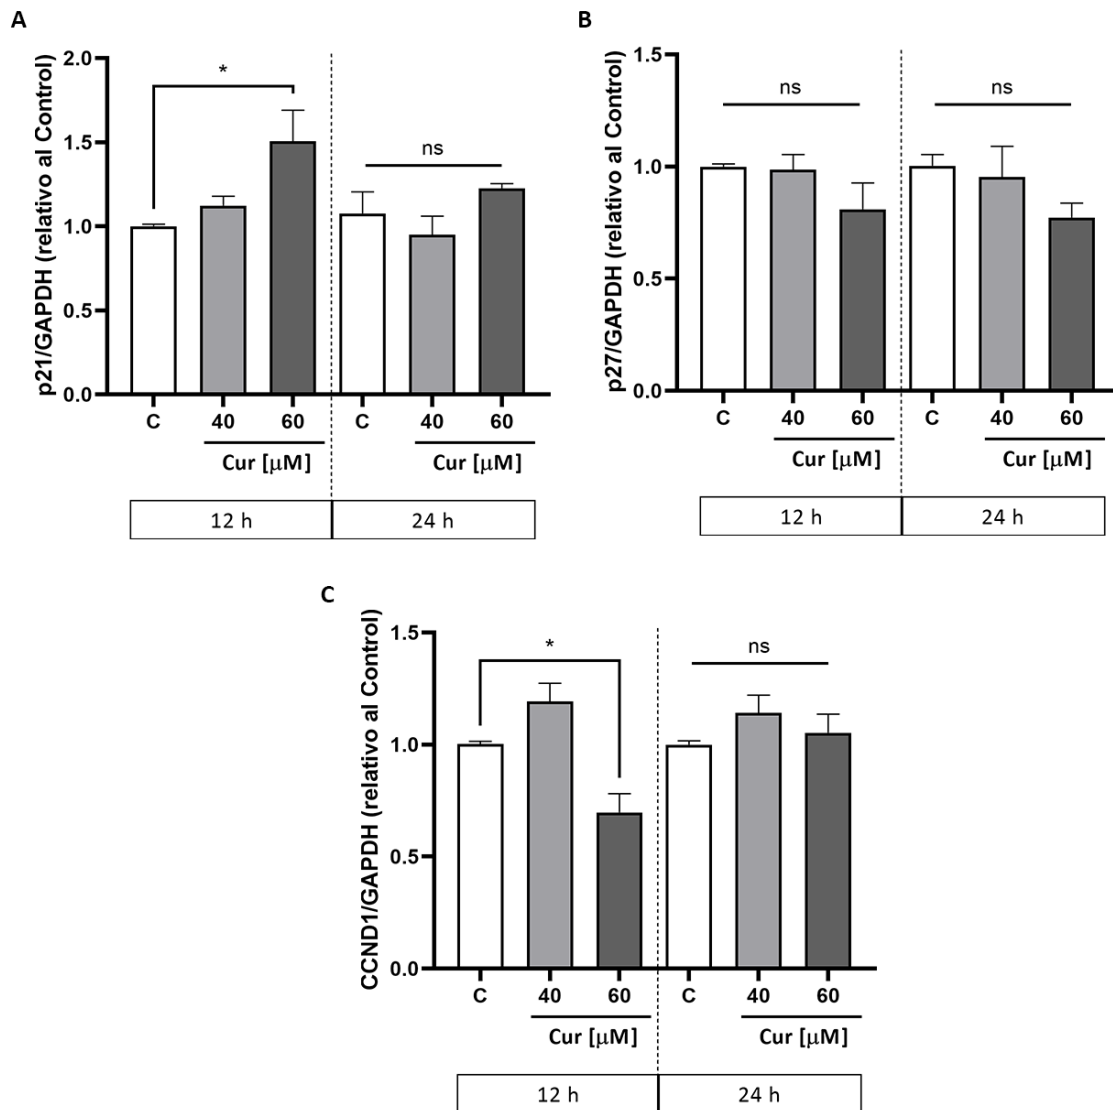 A
p21/GAPDH (relativo al Control)
2.0
1.5
1.0
0.5
0.0
*
ns
C 40 60 C 40 60
Cur [μM] Cur [μM]
12 h 24 h
B
p27/GAPDH (relativo al Control)
1.5
1.0
0.5
0.0
ns ns
C 40 60 C 40 60
Cur [μM] Cur [μM]
12 h 24 h
C
CCND1/GAPDH (relativo al Control)
1.5
1.0
0.5
0.0
* ns
C 40 60 C 40 60
Cur [μM] Cur [μM]
12 h 24 h